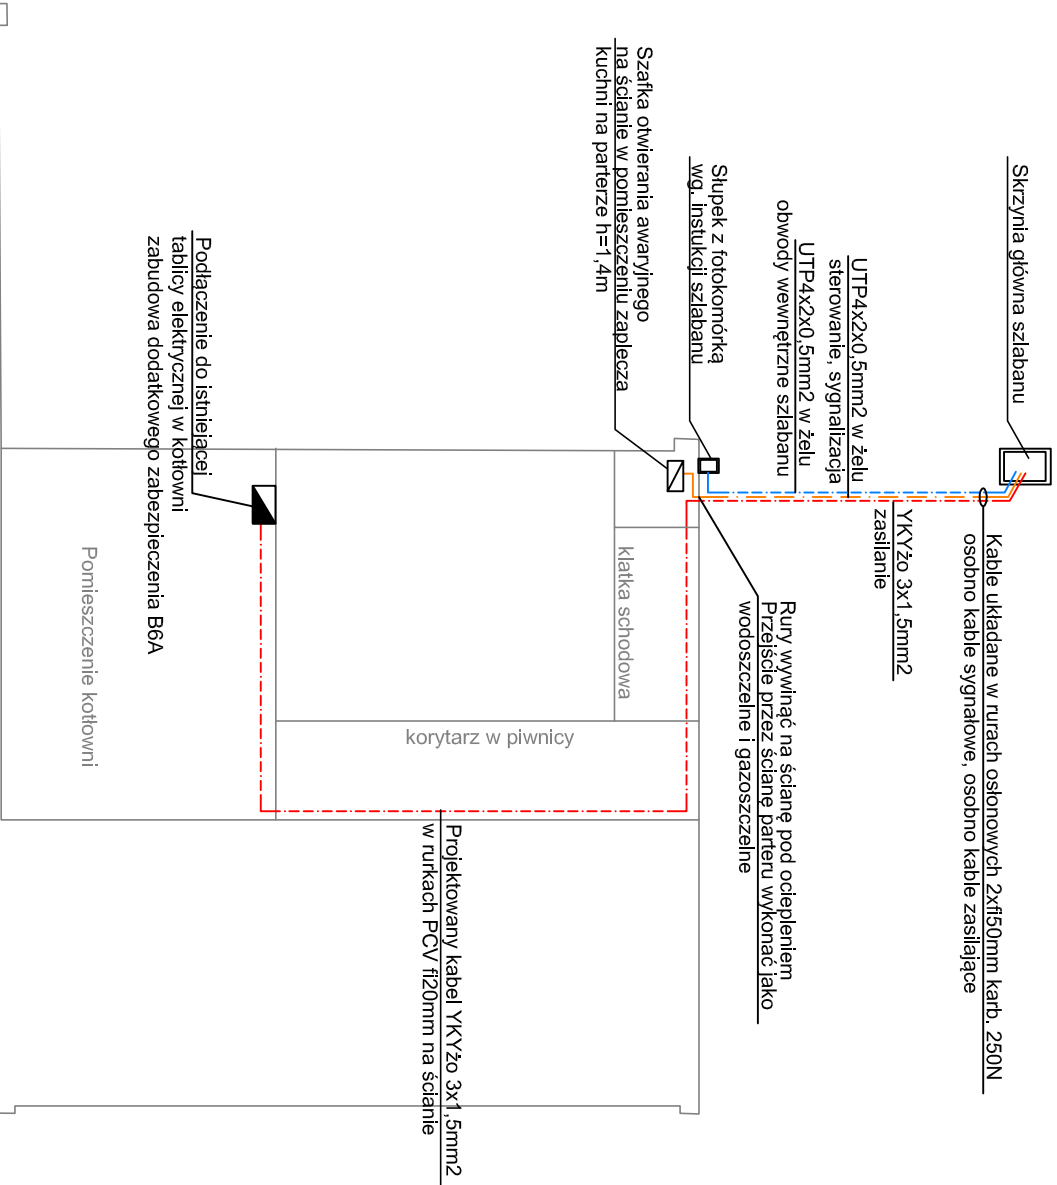 Skrzynia główna szlabanu
UTP4x2x0,5mm2 w żelu
sterowanie, sygnalizacja
UTP4x2x0,5mm2 w żelu
obwody wewnętrzne szlabanu
Słupek z fotokomórką
wg. instukcji szlabanu
Szafka otwierania awaryjnego
na ścianie w pomieszczeniu zaplecza
kuchni na parterze h=1,4m
Podłączenie do istniejącej
tablicy elektrycznej w kotłowni
zabudowa dodatkowego zabezpieczenia B6A
Kable układane w rurach osłonowych 2xfi50mm karb. 250N
osobno kable sygnałowe, osobno kable zasilające
YKYżo 3x1,5mm2
zasilanie
Rury wywinąć na ścianę pod ociepleniem
Przejście przez ścianę parteru wykonać jako
wodoszczelne i gazoszczelne
klatka schodowa
korytarz w piwnicy
Pomieszczenie kotłowni
Projektowany kabel YKYżo 3x1,5mm2
w rurkach PCV fi20mm na ścianie